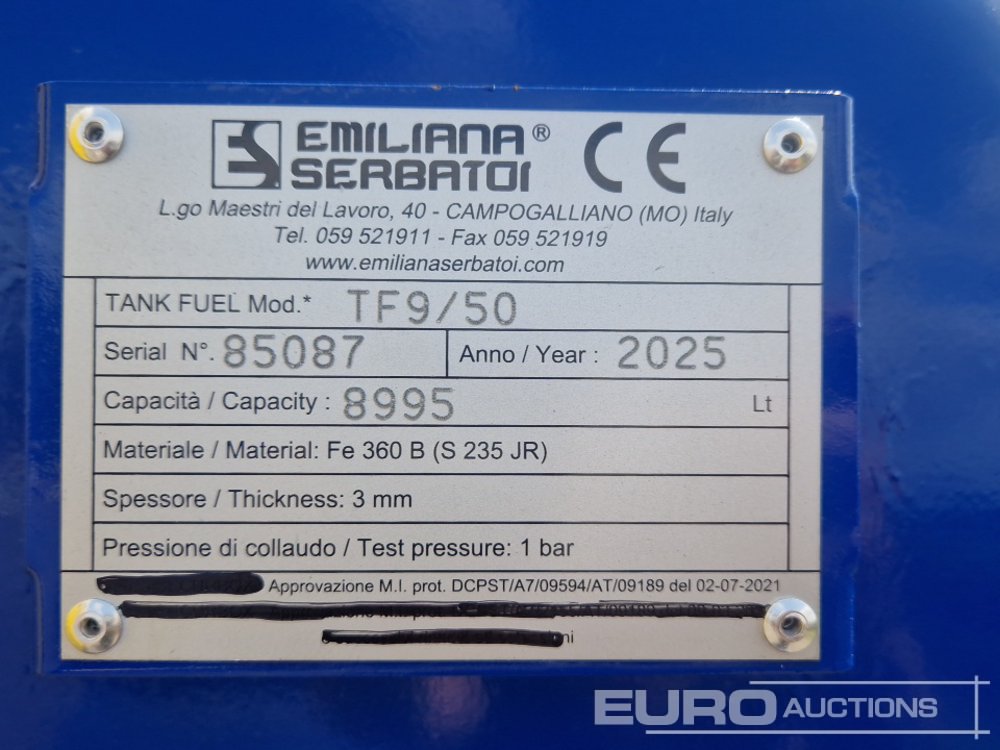 ES EMILIANA®
SERBATOI CE
L.go Maestri del Lavoro, 40 - CAMPOGALLIANO (MO) Italy
Tel. 059 521911 - Fax 059 521919
www.emilianaserbatoi.com
TANK FUEL Mod.* TF9/50
Serial N°. 85087 Anno / Year : 2025
Capacità / Capacity : 8995 Lt
Materiale / Material: Fe 360 B (S 235 JR)
Spessore / Thickness: 3 mm
Pressione di collaudo / Test pressure: 1 bar
Approvazione M.I. prot. DCPST/A7/09594/AT/09189 del 02-07-2021
EURO AUCTIONS